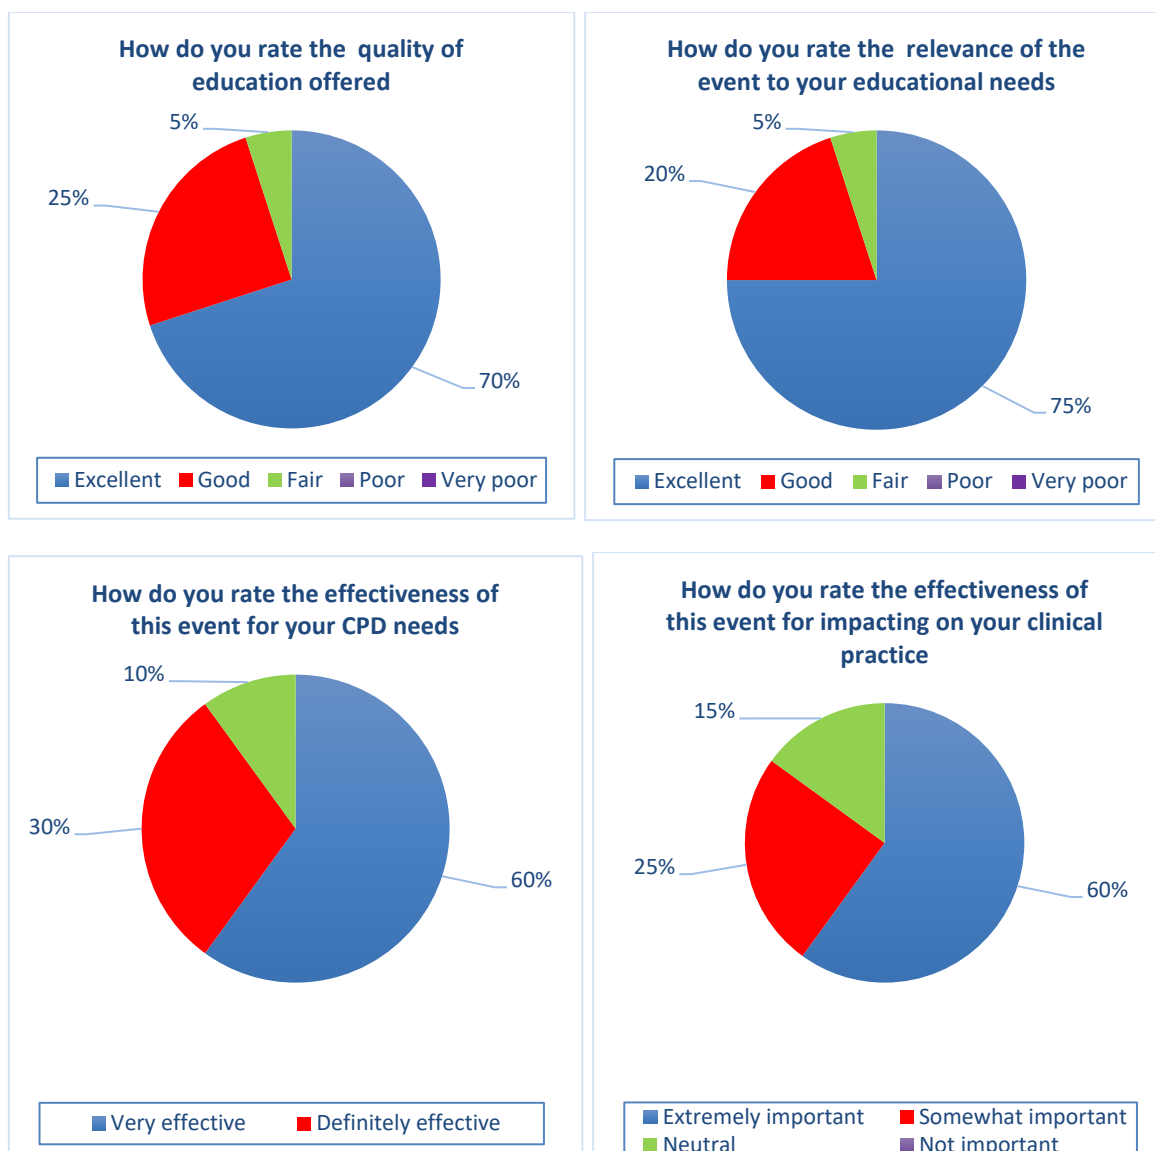 How do you rate the quality of
education offered
5%
25%
70%
Excellent Good Fair Poor Very poor
How do you rate the relevance of the
event to your educational needs
5%
20%
75%
Excellent Good Fair Poor Very poor
How do you rate the effectiveness of
this event for your CPD needs
10%
30%
60%
Very effective Definitely effective
How do you rate the effectiveness of
this event for impacting on your clinical
practice
15%
25%
60%
Extremely important Somewhat important
Neutral Not important